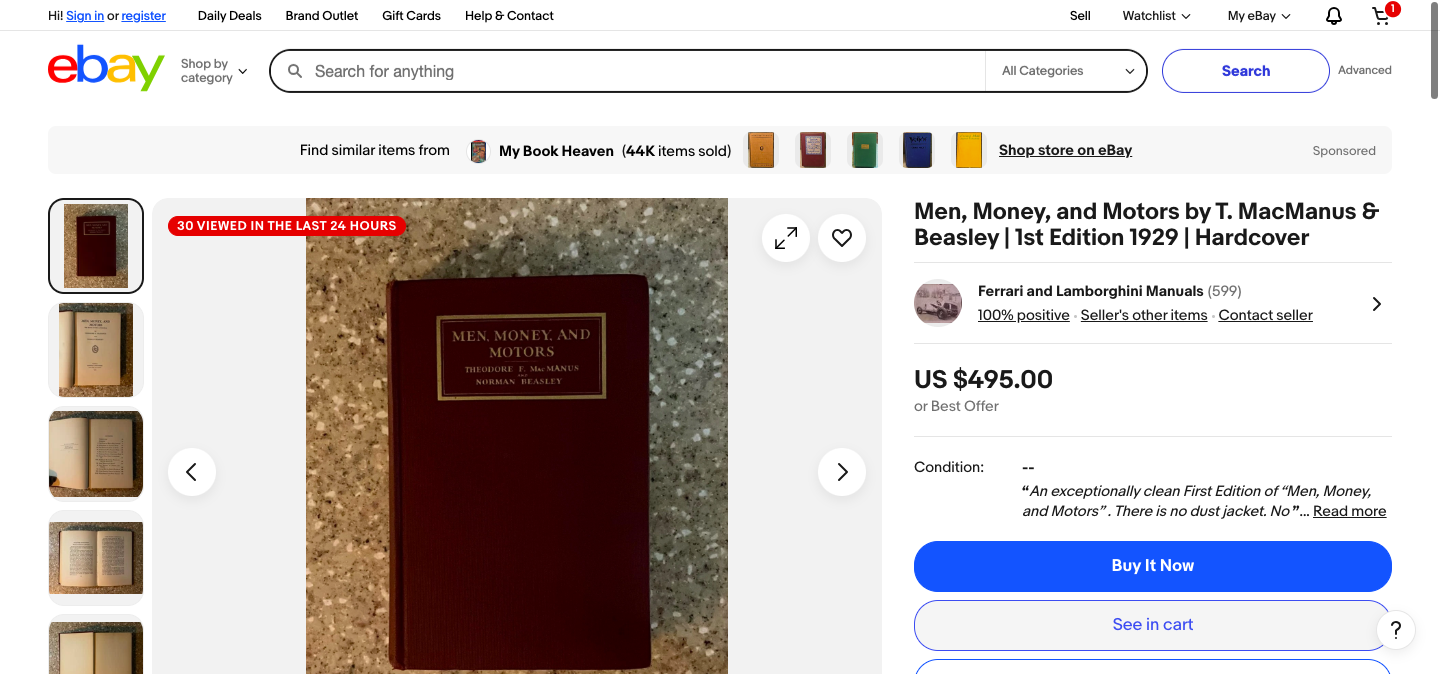 Hi! Sign in or register
Daily Deals
Brand Outlet
Gift Cards
Help & Contact
Sell
Watchlist
My eBay
1
ebay
Shop by
category
Search for anything
All Categories
Search
Advanced
Find similar items from
My Book Heaven (44K items sold)
Shop store on eBay
Sponsored
30 VIEWED IN THE LAST 24 HOURS
MEN, MONEY, AND
MOTORS
THEODORE F. MacMANUS
AND
NORMAN BEASLEY
Men, Money, and Motors by T. MacManus &
Beasley | 1st Edition 1929 | Hardcover
Ferrari and Lamborghini Manuals (599)
100% positive · Seller's other items · Contact seller
US $495.00
or Best Offer
Condition:
--
“An exceptionally clean First Edition of “Men, Money,
and Motors” . There is no dust jacket. No ” ... Read more
Buy It Now
See in cart
?